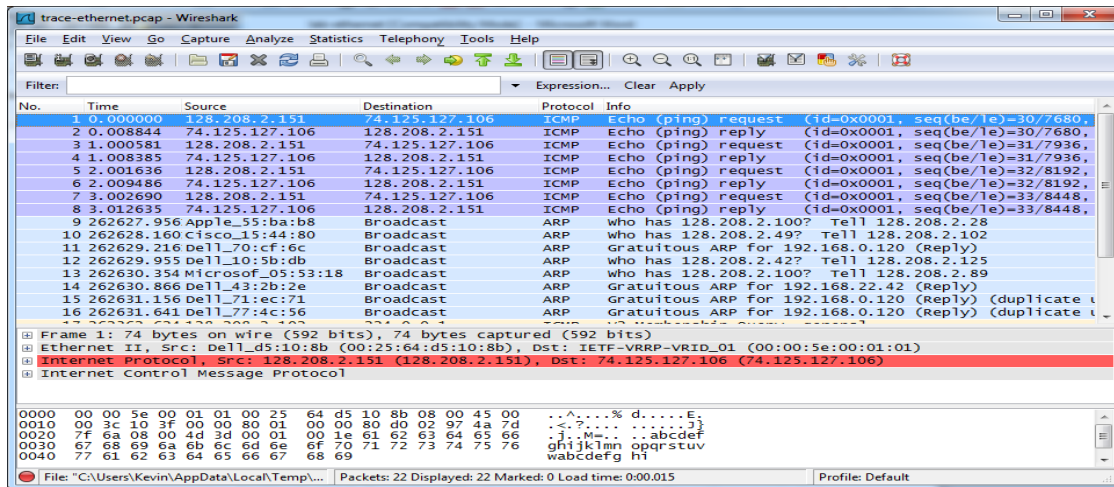 trace-ethernet.pcap - Wireshark
File Edit View Go Capture Analyze Statistics Telephony Tools Help
Filter: Expression... Clear Apply
No. Time Source Destination Protocol Info
1 0.000000 128.208.2.151 74.125.127.106 ICMP Echo (ping) request (id=0x0001, seq(be/le)=30/7680,
2 0.008844 74.125.127.106 128.208.2.151 ICMP Echo (ping) reply (id=0x0001, seq(be/le)=30/7680,
3 1.000581 128.208.2.151 74.125.127.106 ICMP Echo (ping) request (id=0x0001, seq(be/le)=31/7936,
4 1.008385 74.125.127.106 128.208.2.151 ICMP Echo (ping) reply (id=0x0001, seq(be/le)=31/7936,
5 2.001636 128.208.2.151 74.125.127.106 ICMP Echo (ping) request (id=0x0001, seq(be/le)=32/8192,
6 2.009486 74.125.127.106 128.208.2.151 ICMP Echo (ping) reply (id=0x0001, seq(be/le)=32/8192,
7 3.002690 128.208.2.151 74.125.127.106 ICMP Echo (ping) request (id=0x0001, seq(be/le)=33/8448,
8 3.012635 74.125.127.106 128.208.2.151 ICMP Echo (ping) reply (id=0x0001, seq(be/le)=33/8448,
9 262627.956 Apple_55:ba:b8 Broadcast ARP Who has 128.208.2.100? Tell 128.208.2.28
10 262628.160 Cisco_15:44:80 Broadcast ARP Who has 128.208.2.49? Tell 128.208.2.102
11 262629.216 Dell_70:cf:6c Broadcast ARP Gratuitous ARP for 192.168.0.120 (Reply)
12 262629.955 Dell_10:5b:db Broadcast ARP Who has 128.208.2.42? Tell 128.208.2.125
13 262630.354 Microsof_05:53:18 Broadcast ARP Who has 128.208.2.100? Tell 128.208.2.89
14 262630.866 Dell_43:2b:2e Broadcast ARP Gratuitous ARP for 192.168.22.42 (Reply)
15 262631.156 Dell_71:ec:71 Broadcast ARP Gratuitous ARP for 192.168.0.120 (Reply) (duplicate u
16 262631.641 Dell_77:4c:56 Broadcast ARP Gratuitous ARP for 192.168.0.120 (Reply) (duplicate u
Frame 1: 74 bytes on wire (592 bits), 74 bytes captured (592 bits)
Ethernet II, Src: Dell_d5:10:8b (00:25:64:d5:10:8b), Dst: IETF-VRRP-VRID_01 (00:00:5e:00:01:01)
Internet Protocol, Src: 128.208.2.151 (128.208.2.151), Dst: 74.125.127.106 (74.125.127.106)
Internet Control Message Protocol
0000 00 00 5e 00 01 01 00 25 64 d5 10 8b 08 00 45 00 ..^....% d.....E.
0010 00 3c 10 3f 00 00 80 01 00 00 80 d0 02 97 4a 7d .<.?.... ......J}
0020 7f 6a 08 00 4d 3d 00 01 00 1e 61 62 63 64 65 66 .j..M=.. ..abcdef
0030 67 68 69 6a 6b 6c 6d 6e 6f 70 71 72 73 74 75 76 ghijklmn opqrstuv
0040 77 61 62 63 64 65 66 67 68 69 wabcdefg hi
File: "C:\Users\Kevin\AppData\Local\Temp\... Packets: 22 Displayed: 22 Marked: 0 Load time: 0:00.015 Profile: Default